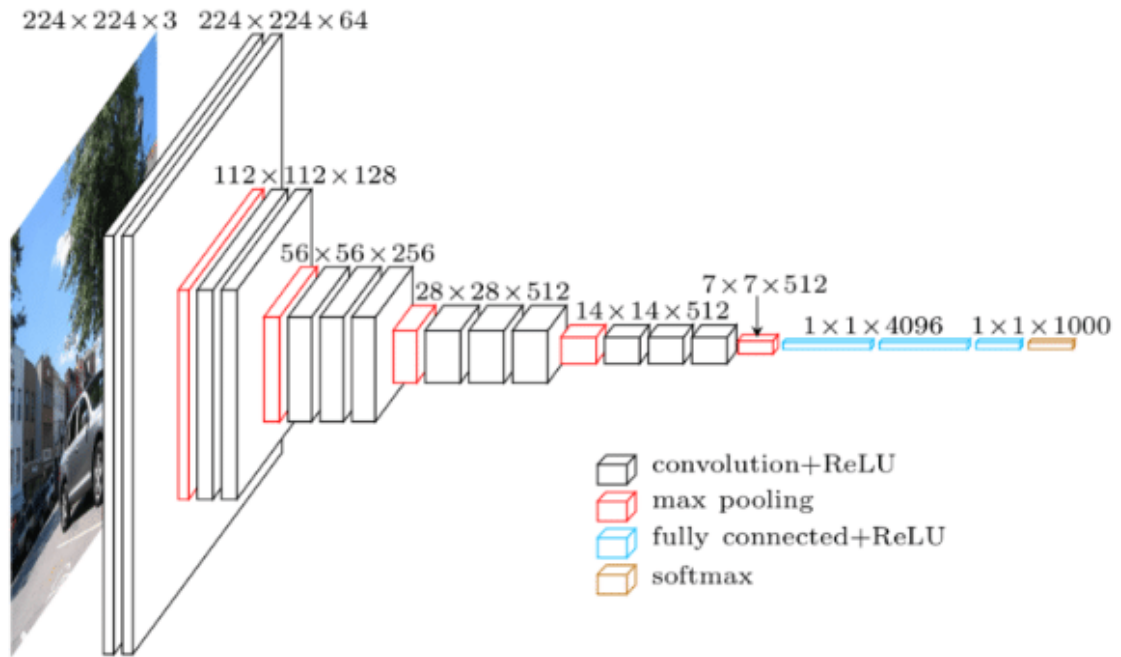 224×224×3
224×224×64
112×112×128
56×56×256
28×28×512
14×14×512
7×7×512
1×1×4096
1×1×1000
convolution+ReLU
max pooling
fully connected+ReLU
softmax